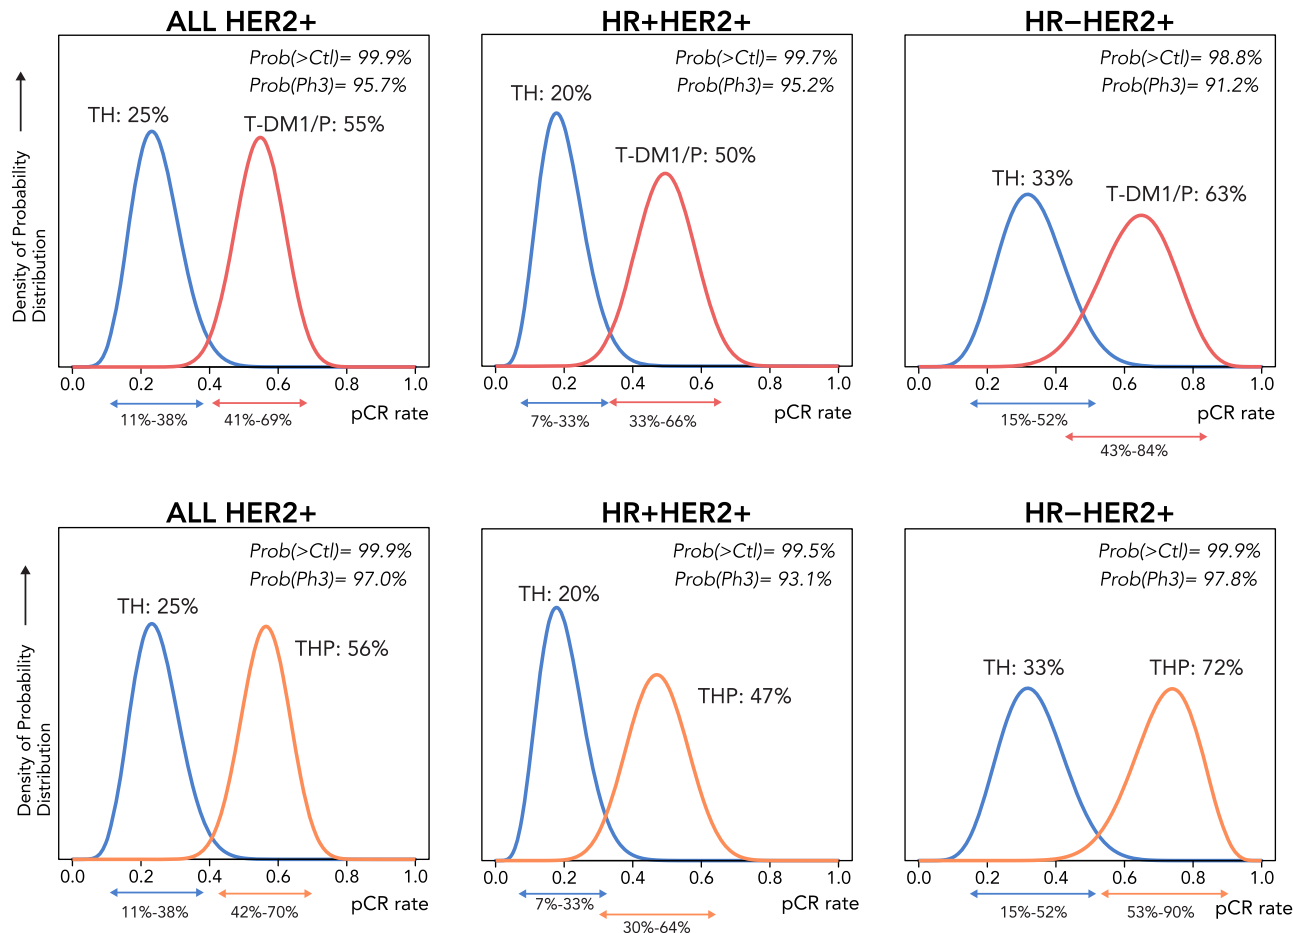 ALL HER2+
Prob(>Ctl)= 99.9%
Prob(Ph3)= 95.7%
TH: 25%
T-DM1/P: 55%
Density of Probability
Distribution
0.0 0.2 0.4 0.6 0.8 1.0
11%-38% 41%-69%
pCR rate
HR+HER2+
Prob(>Ctl)= 99.7%
Prob(Ph3)= 95.2%
TH: 20%
T-DM1/P: 50%
0.0 0.2 0.4 0.6 0.8 1.0
7%-33% 33%-66%
pCR rate
HR−HER2+
Prob(>Ctl)= 98.8%
Prob(Ph3)= 91.2%
TH: 33%
T-DM1/P: 63%
0.0 0.2 0.4 0.6 0.8 1.0
15%-52%
pCR rate
43%-84%
ALL HER2+
Prob(>Ctl)= 99.9%
Prob(Ph3)= 97.0%
TH: 25%
THP: 56%
Density of Probability
Distribution
0.0 0.2 0.4 0.6 0.8 1.0
11%-38% 42%-70%
pCR rate
HR+HER2+
Prob(>Ctl)= 99.5%
Prob(Ph3)= 93.1%
TH: 20%
THP: 47%
0.0 0.2 0.4 0.6 0.8 1.0
7%-33%
pCR rate
30%-64%
HR−HER2+
Prob(>Ctl)= 99.9%
Prob(Ph3)= 97.8%
TH: 33%
THP: 72%
0.0 0.2 0.4 0.6 0.8 1.0
15%-52% 53%-90% pCR rate